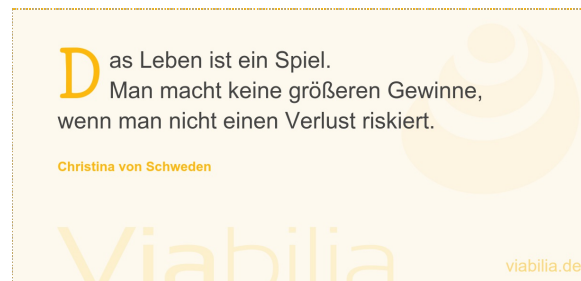 Das Leben ist ein Spiel.
Man macht keine größeren Gewinne,
wenn man nicht einen Verlust riskiert.
Christina von Schweden
Viabilia
viabilia.de